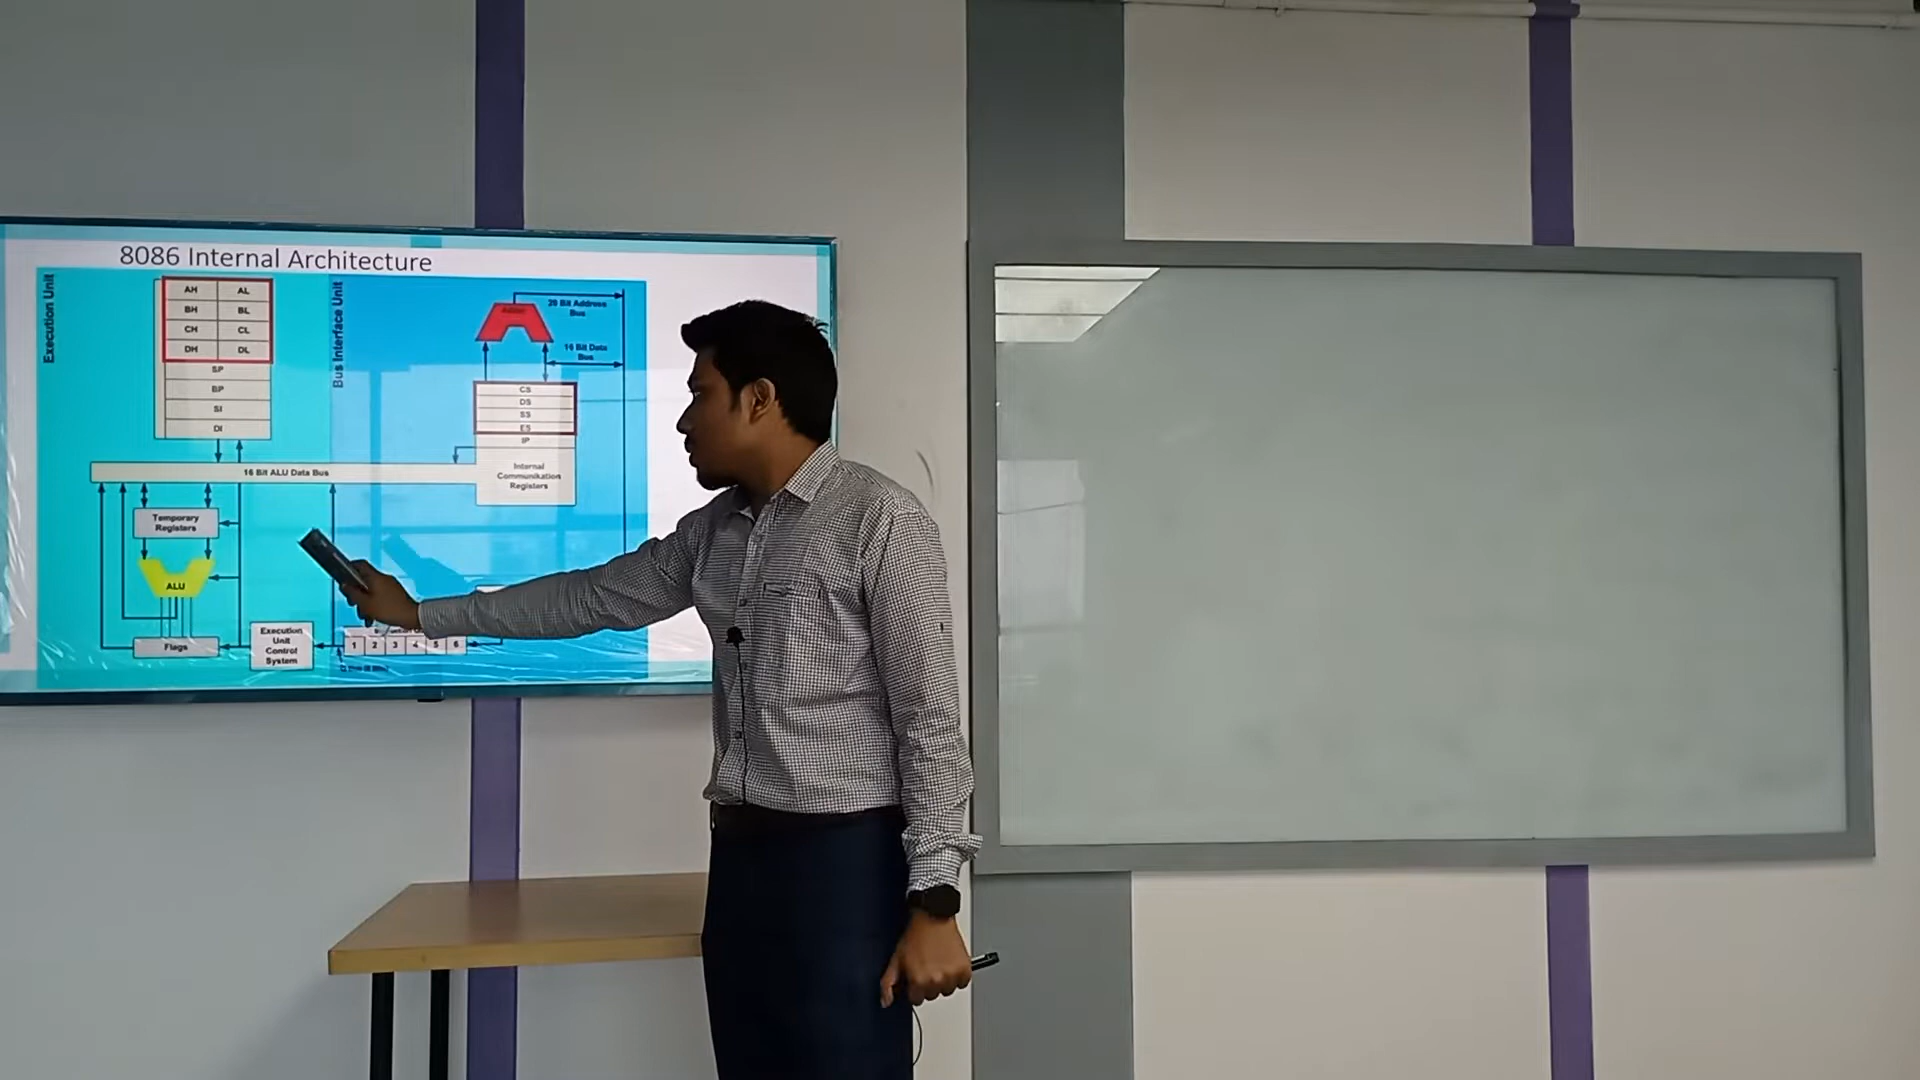 8086 Internal Architecture
Execution Unit
AH AL
BH BL
CH CL
DH DL
SP
BP
SI
DI
Bus Interface Unit
Adder
20 Bit Address
Bus
16 Bit Data
Bus
CS
DS
SS
ES
IP
Internal
Communikation
Registers
16 Bit ALU Data Bus
Temporary
Registers
ALU
Flags
Execution
Unit
Control
System
1 2 3 4 5 6